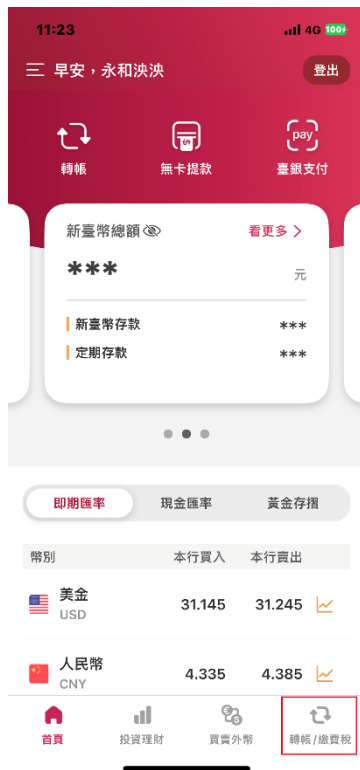 11:23
4G 100
早安，永和泱泱
登出
pay
轉帳
無卡提款
臺銀支付
新臺幣總額
看更多
***
元
新臺幣存款
***
定期存款
***
即期匯率
現金匯率
黃金存摺
幣別
本行買入
本行賣出
美金
USD
31.145
31.245
人民幣
CNY
4.335
4.385
首頁
投資理財
買賣外幣
轉帳/繳費稅